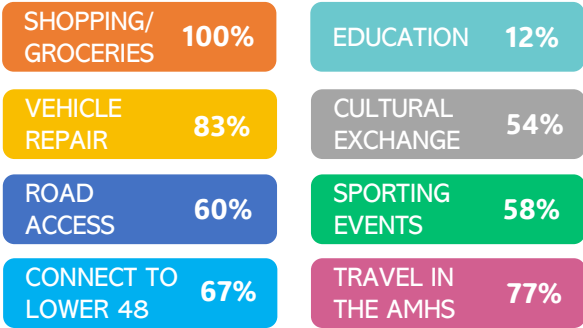 SHOPPING/
GROCERIES 100%
EDUCATION 12%
VEHICLE
REPAIR 83%
CULTURAL
EXCHANGE 54%
ROAD
ACCESS 60%
SPORTING
EVENTS 58%
CONNECT TO
LOWER 48 67%
TRAVEL IN
THE AMHS 77%